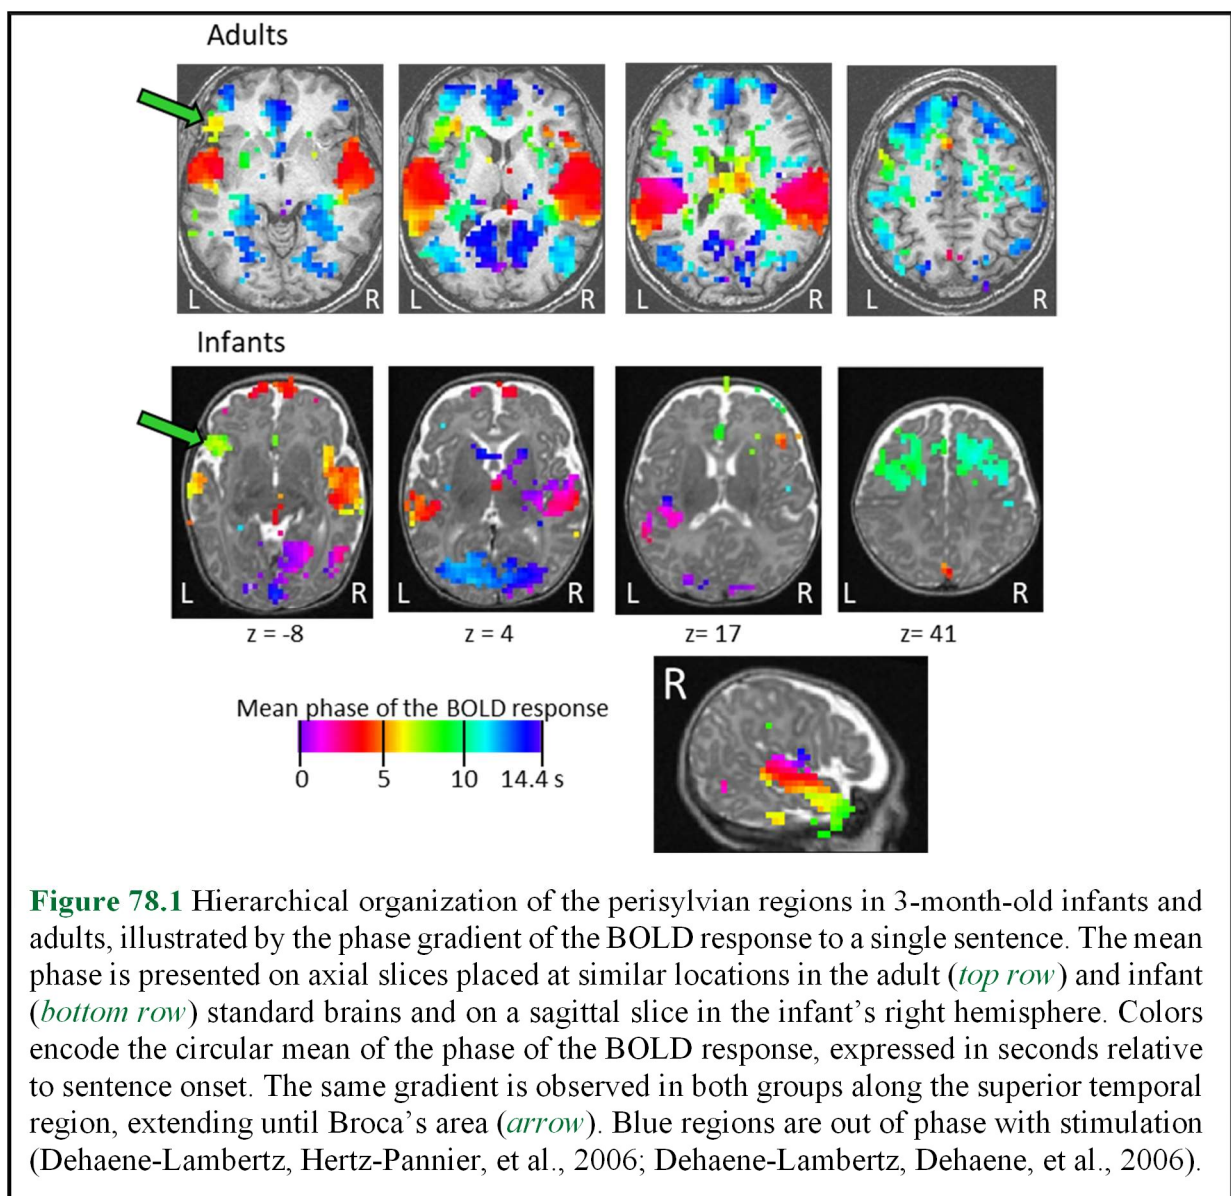 Adults
L R L R L R L R
Infants
L R L R L R L R
z = -8 z = 4 z= 17 z= 41
R
Mean phase of the BOLD response
0 5 10 14.4 s
Figure 78.1 Hierarchical organization of the perisylvian regions in 3-month-old infants and
adults, illustrated by the phase gradient of the BOLD response to a single sentence. The mean
phase is presented on axial slices placed at similar locations in the adult (top row) and infant
(bottom row) standard brains and on a sagittal slice in the infant’s right hemisphere. Colors
encode the circular mean of the phase of the BOLD response, expressed in seconds relative
to sentence onset. The same gradient is observed in both groups along the superior temporal
region, extending until Broca’s area (arrow). Blue regions are out of phase with stimulation
(Dehaene-Lambertz, Hertz-Pannier, et al., 2006; Dehaene-Lambertz, Dehaene, et al., 2006).